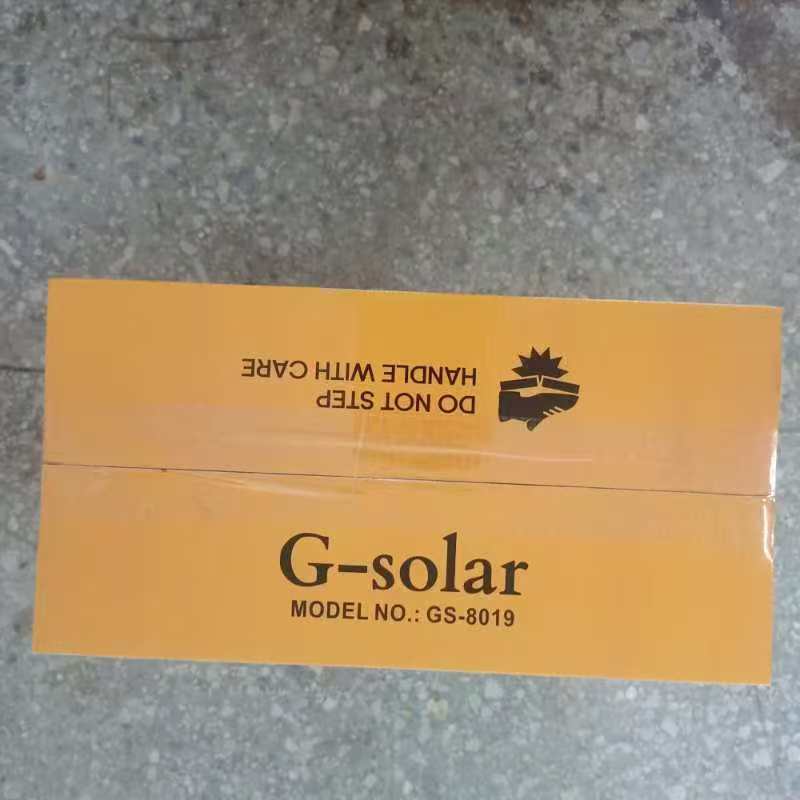 DO NOT STEP
HANDLE WITH CARE
G-solar
MODEL NO.: GS-8019